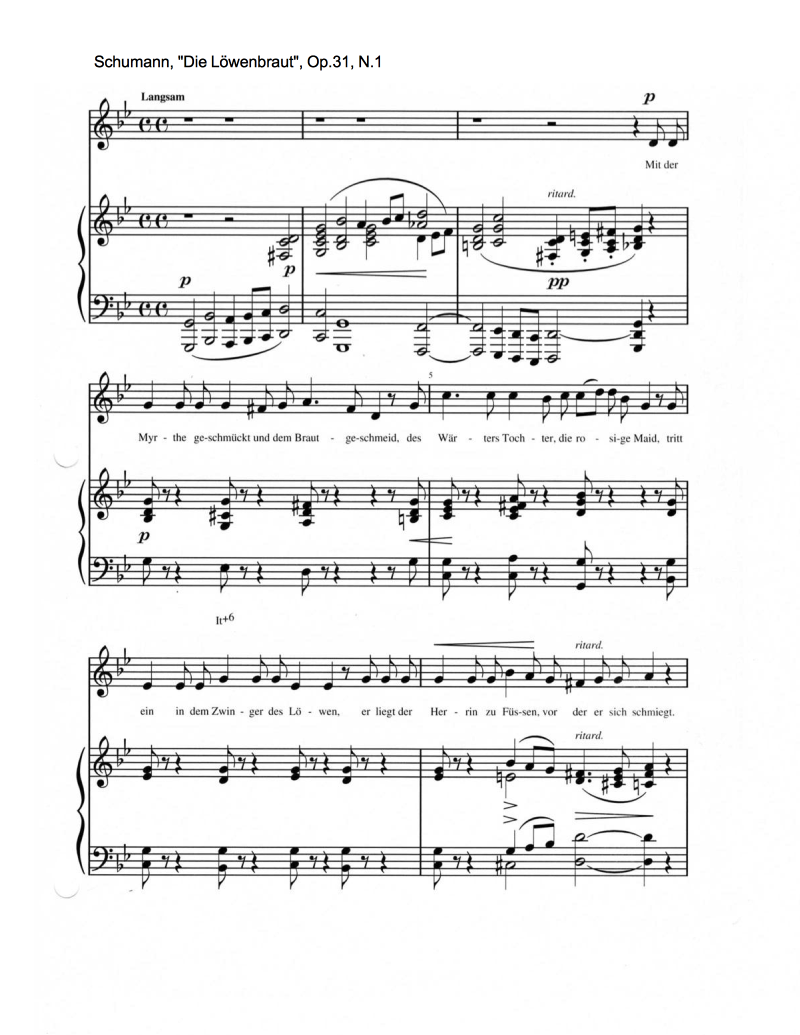 Schumann, "Die Löwenbraut", Op.31, N.1
Langsam
p
Mit der
ritard.
p
p
pp
5
Myr - the ge-schmückt und dem Braut - ge-schmeid, des Wär - ters Toch - ter, die ro - si-ge Maid, tritt
p
It+6
ritard.
ein in dem Zwin - ger des Lö - wen, er liegt der Her - rin zu Füs-sen, vor der er sich schmiegt.
ritard.